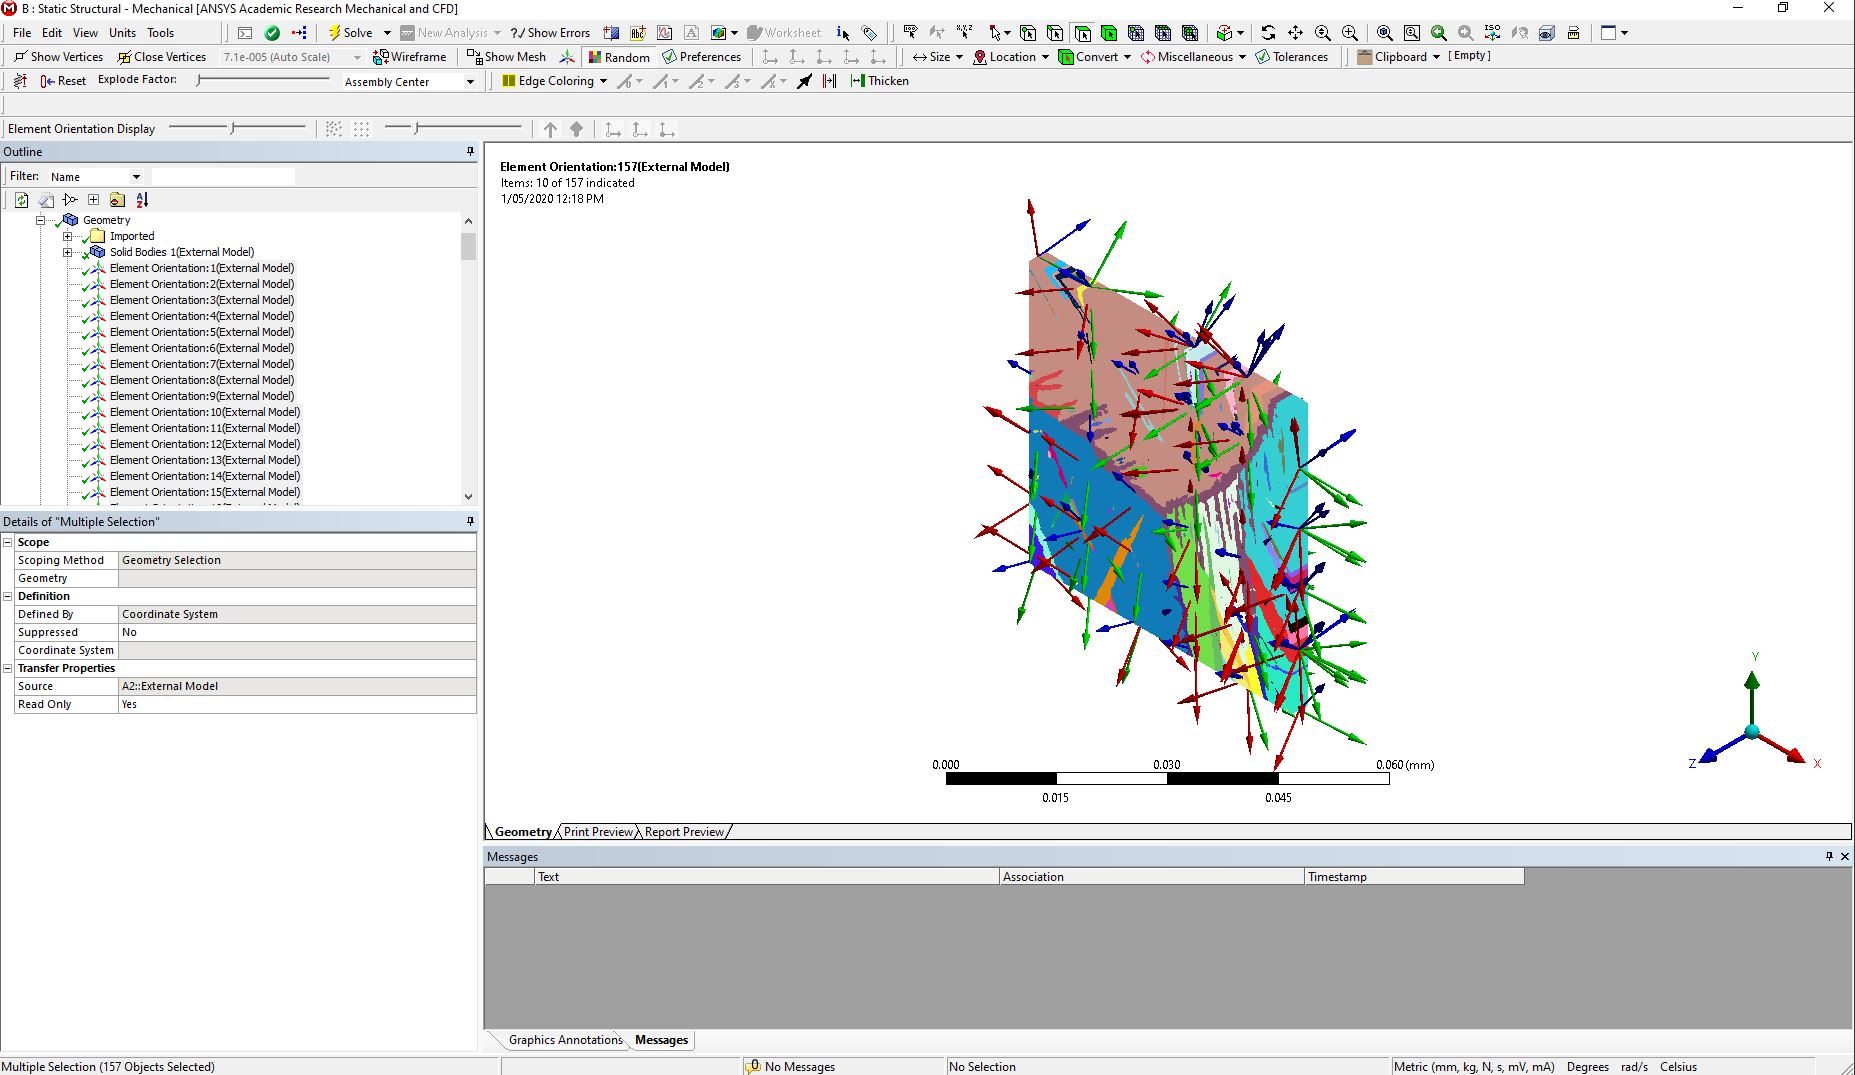 B : Static Structural - Mechanical [ANSYS Academic Research Mechanical and CFD]
File Edit View Units Tools Solve New Analysis ?/ Show Errors Worksheet
Show Vertices Close Vertices 7.1e-005 (Auto Scale) Wireframe Show Mesh Random Preferences Size Location Convert Miscellaneous Tolerances Clipboard [ Empty ]
Reset Explode Factor: Assembly Center Edge Coloring Thicken
Element Orientation Display
Outline
Filter: Name
Geometry
Imported
Solid Bodies 1(External Model)
Element Orientation:1(External Model)
Element Orientation:2(External Model)
Element Orientation:3(External Model)
Element Orientation:4(External Model)
Element Orientation:5(External Model)
Element Orientation:6(External Model)
Element Orientation:7(External Model)
Element Orientation:8(External Model)
Element Orientation:9(External Model)
Element Orientation:10(External Model)
Element Orientation:11(External Model)
Element Orientation:12(External Model)
Element Orientation:13(External Model)
Element Orientation:14(External Model)
Element Orientation:15(External Model)
Details of "Multiple Selection"
Scope
Scoping Method Geometry Selection
Geometry
Definition
Defined By Coordinate System
Suppressed No
Coordinate System
Transfer Properties
Source A2::External Model
Read Only Yes
Element Orientation:157(External Model)
Items: 10 of 157 indicated
1/05/2020 12:18 PM
Y
Z X
0.000 0.030 0.060 (mm)
0.015 0.045
Geometry Print Preview Report Preview
Messages
Text Association Timestamp
Graphics Annotations Messages
Multiple Selection (157 Objects Selected) 0 No Messages No Selection Metric (mm, kg, N, s, mV, mA) Degrees rad/s Celsius